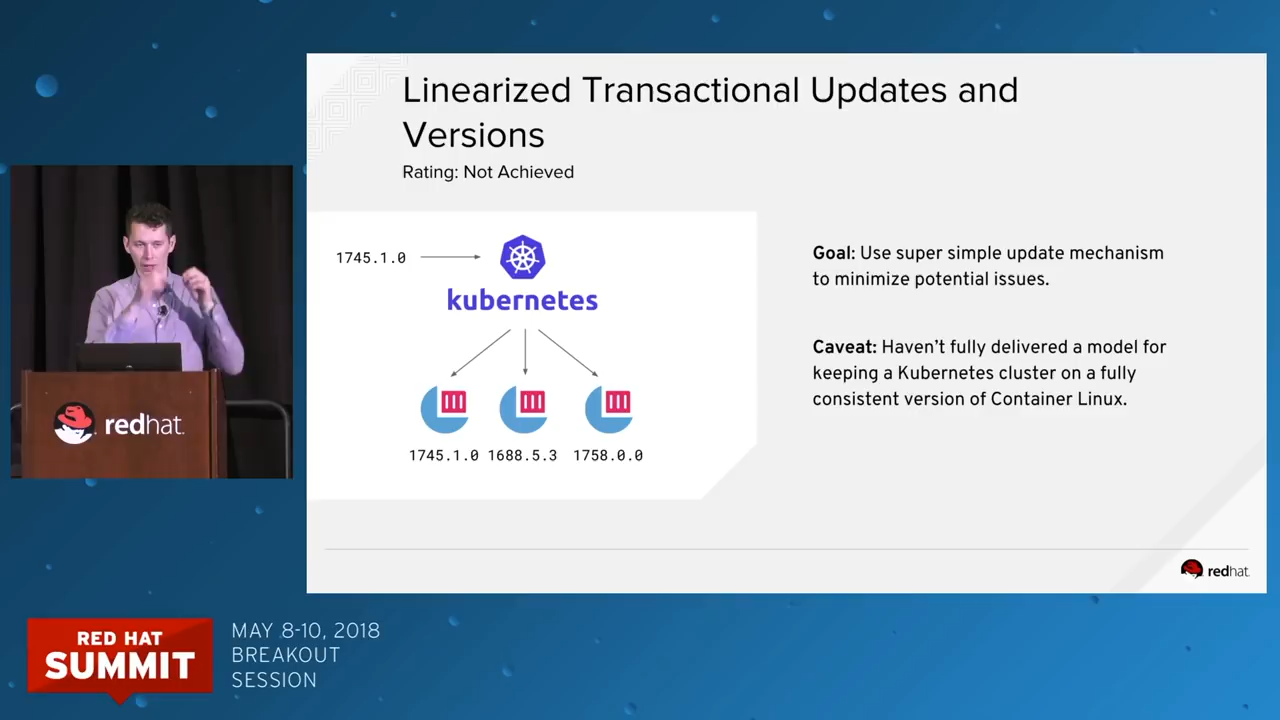 Linearized Transactional Updates and
Versions
Rating: Not Achieved
1745.1.0
kubernetes
1745.1.0 1688.5.3 1758.0.0
Goal: Use super simple update mechanism
to minimize potential issues.
Caveat: Haven’t fully delivered a model for
keeping a Kubernetes cluster on a fully
consistent version of Container Linux.
redhat.
redhat.
RED HAT
SUMMIT
MAY 8-10, 2018
BREAKOUT
SESSION